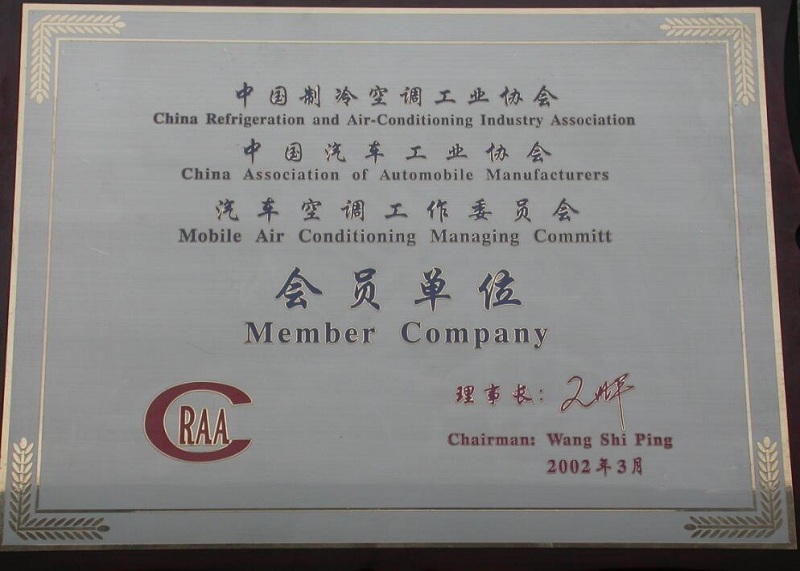 中国制冷空调工业协会
China Refrigeration and Air-Conditioning Industry Association
中国汽车工业协会
China Association of Automobile Manufacturers
汽车空调工作委员会
Mobile Air Conditioning Managing Committ
会员单位
Member Company
CRAA
理事长:
Chairman: Wang Shi Ping
2002年3月